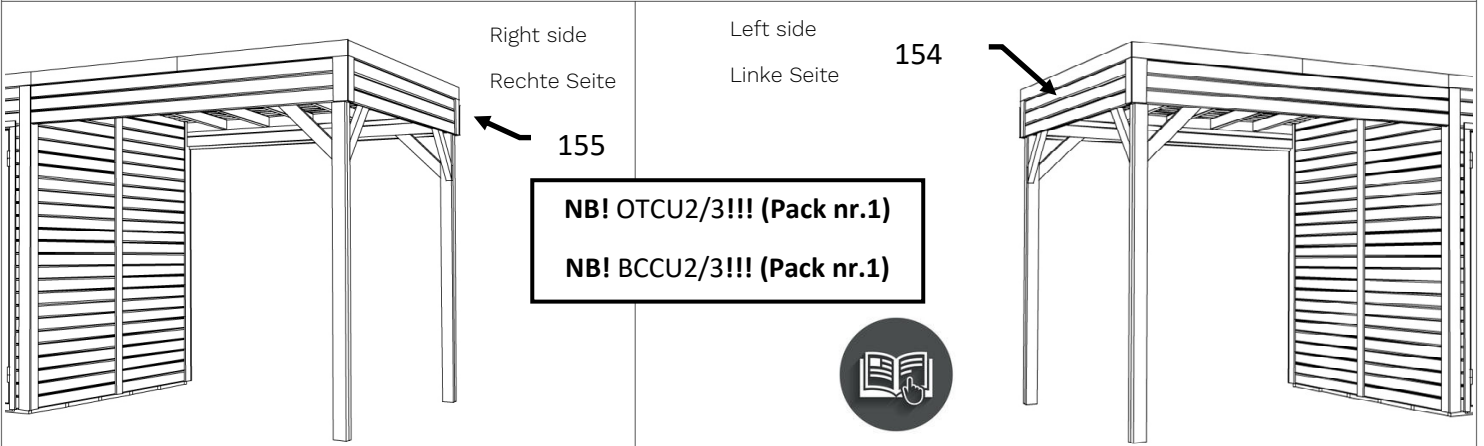 Right side
Rechte Seite
155
Left side
Linke Seite
154
NB! OTCU2/3!!! (Pack nr.1)
NB! BCCU2/3!!! (Pack nr.1)